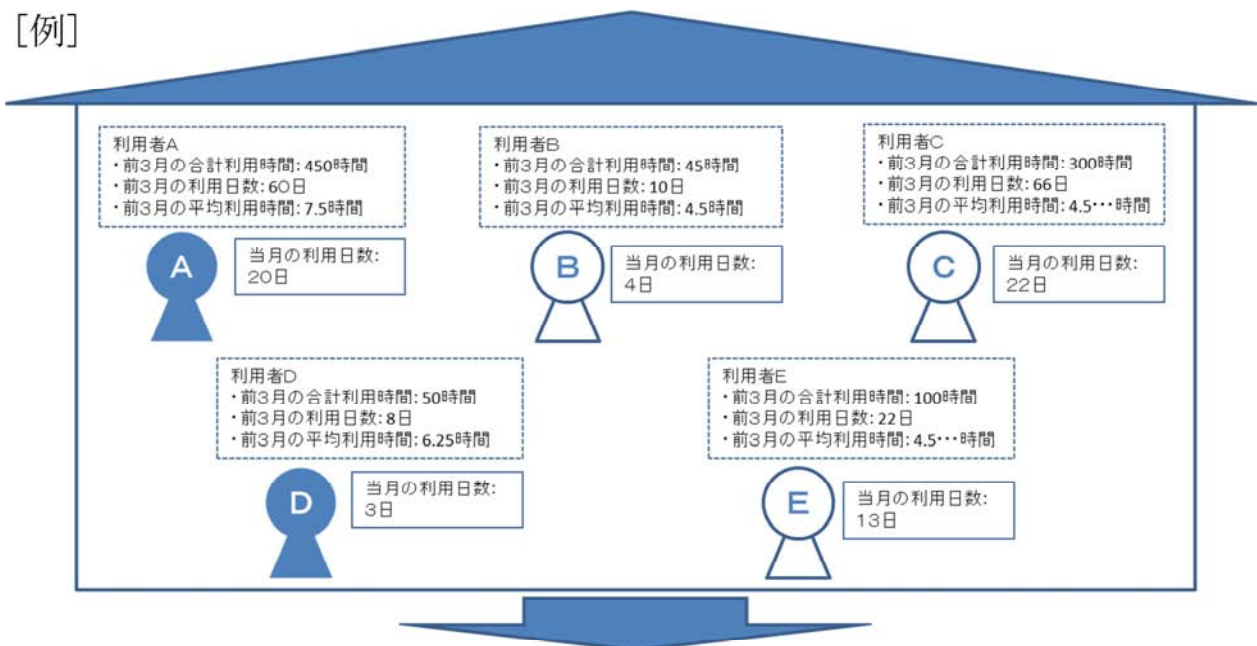 [例]
利用者A
・前3月の合計利用時間:450時間
・前3月の利用日数:60日
・前3月の平均利用時間:7.5時間
A
当月の利用日数:
20日
利用者B
・前3月の合計利用時間:45時間
・前3月の利用日数:10日
・前3月の平均利用時間:4.5時間
B
当月の利用日数:
4日
利用者C
・前3月の合計利用時間:300時間
・前3月の利用日数:66日
・前3月の平均利用時間:4.5･･･時間
C
当月の利用日数:
22日
利用者D
・前3月の合計利用時間:50時間
・前3月の利用日数:8日
・前3月の平均利用時間:6.25時間
D
当月の利用日数:
3日
利用者E
・前3月の合計利用時間:100時間
・前3月の利用日数:22日
・前3月の平均利用時間:4.5･･･時間
E
当月の利用日数:
13日